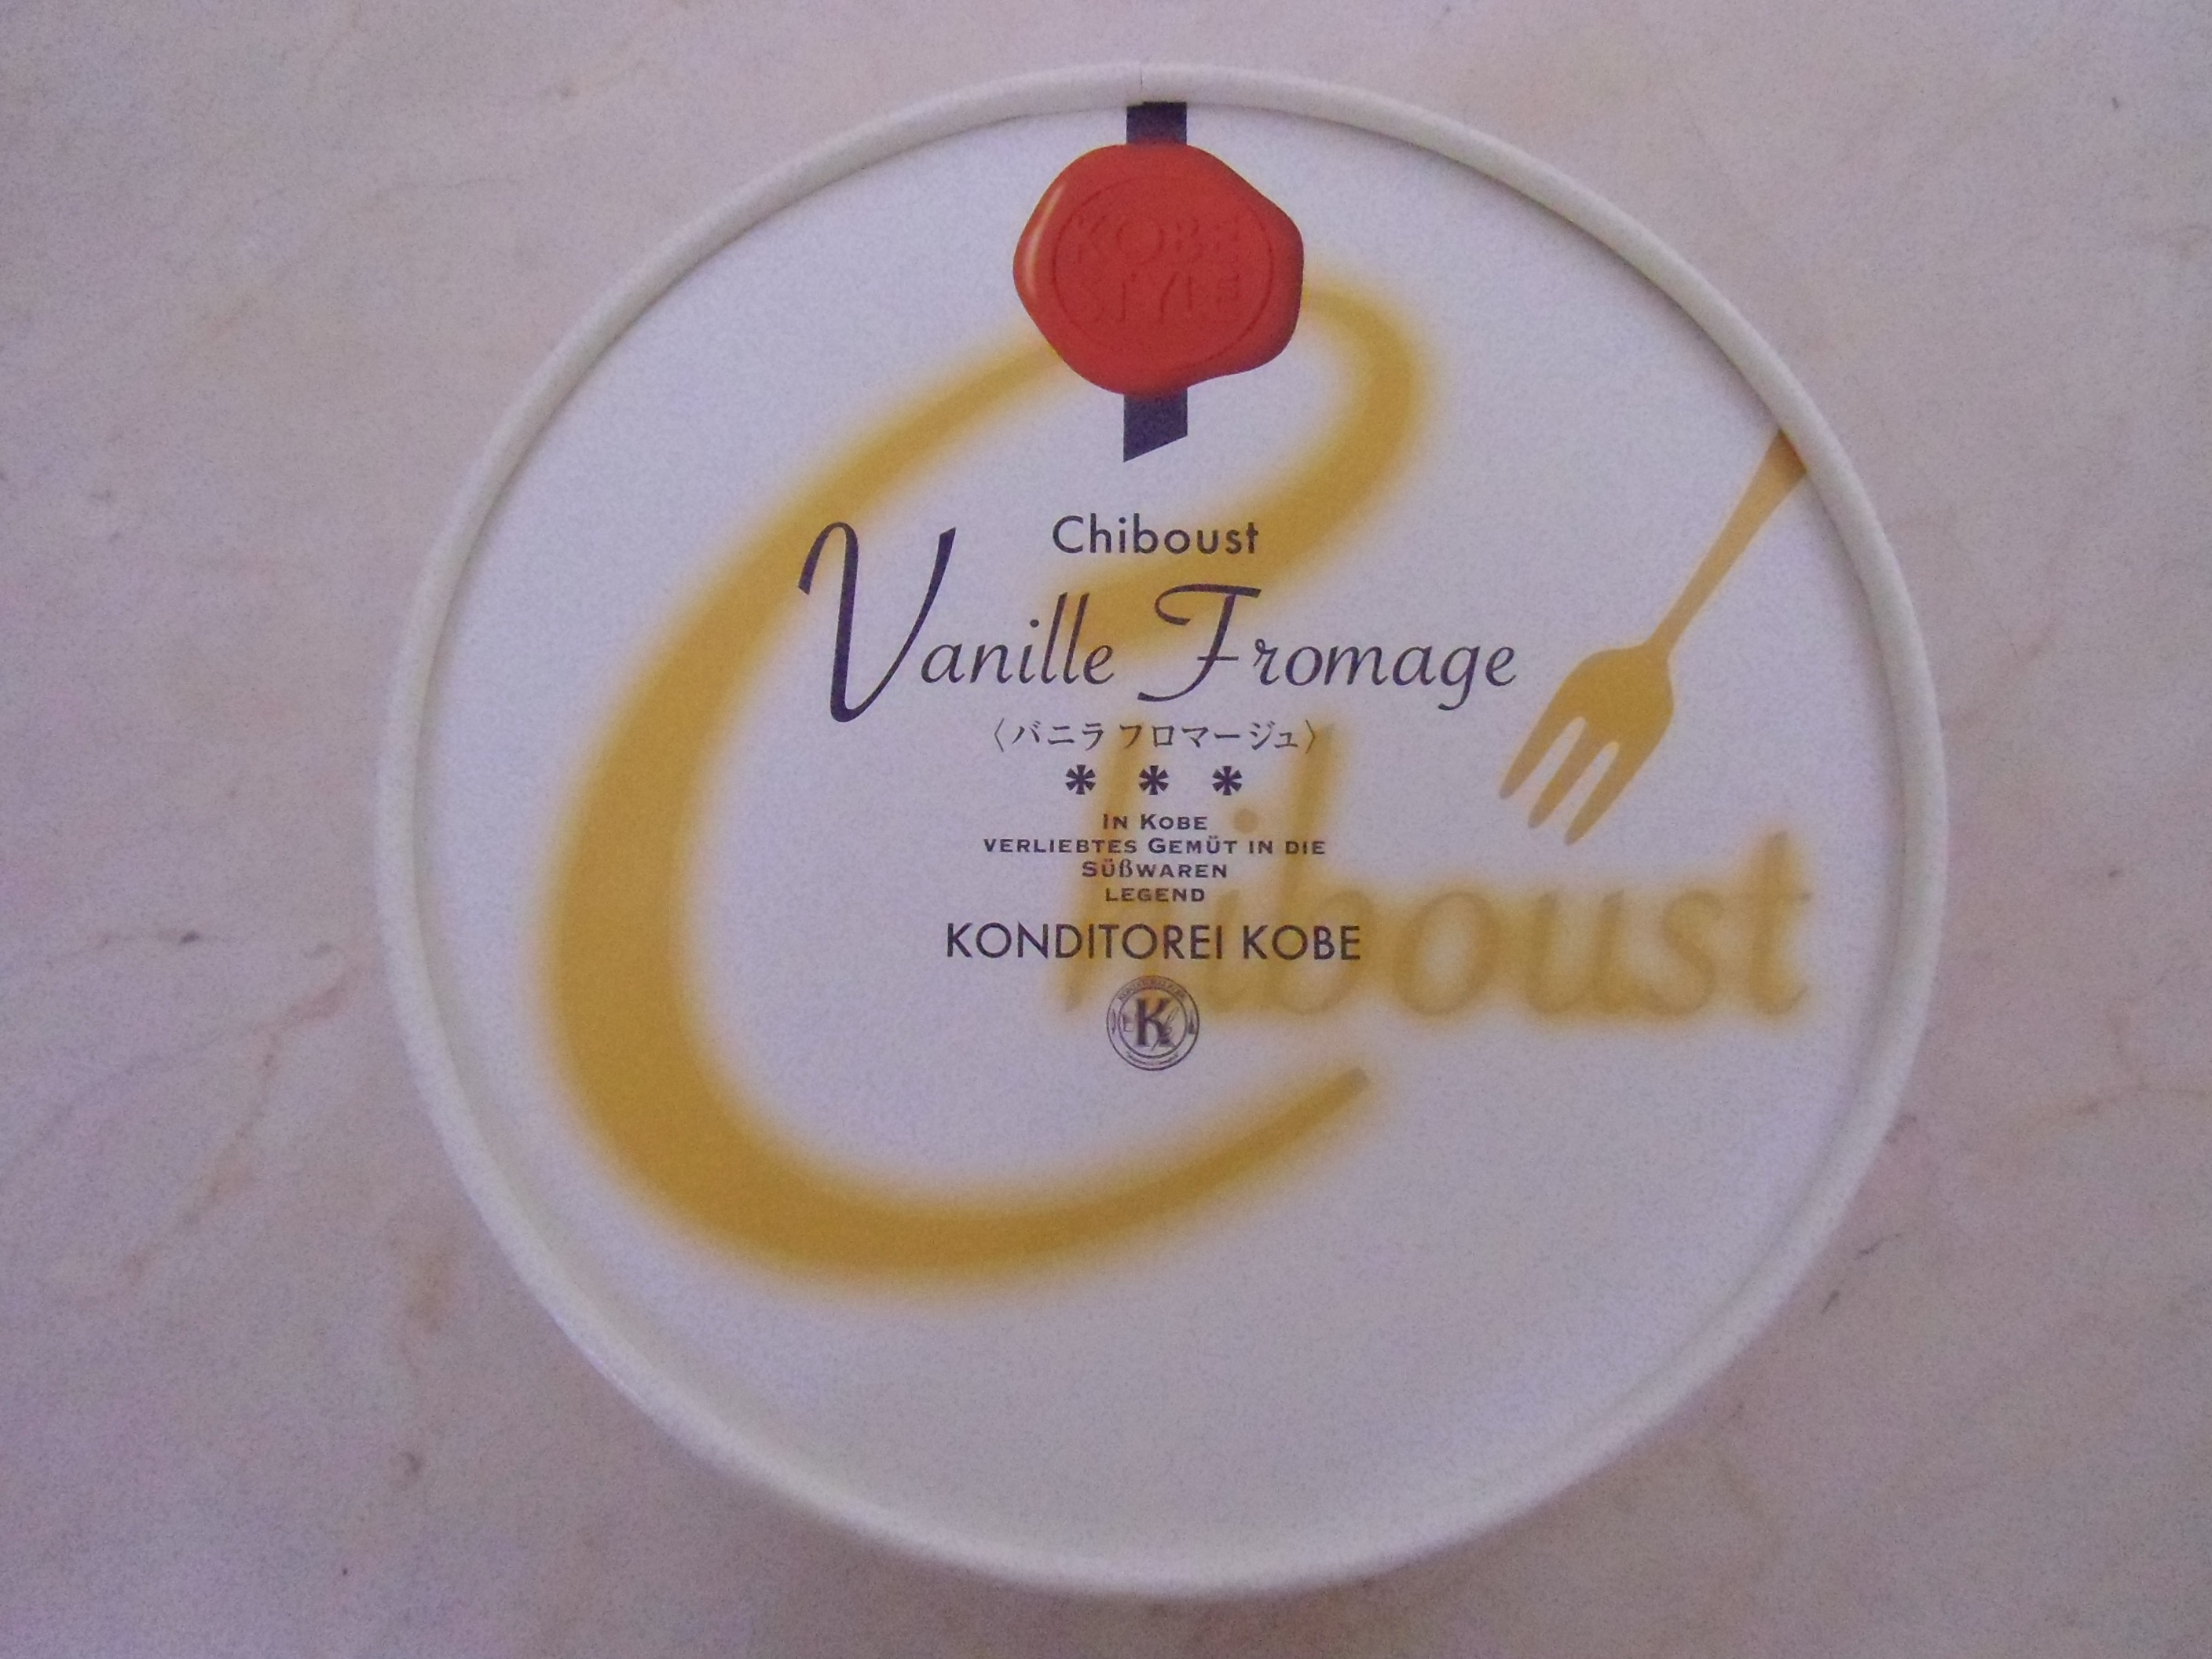 KOBE
STYLE
Chiboust
Vanille Fromage
〈バニラ フロマージュ〉
* * *
IN KOBE
VERLIEBTES GEMÜT IN DIE
SÜßWAREN
LEGEND
Chiboust
KONDITOREI KOBE
K